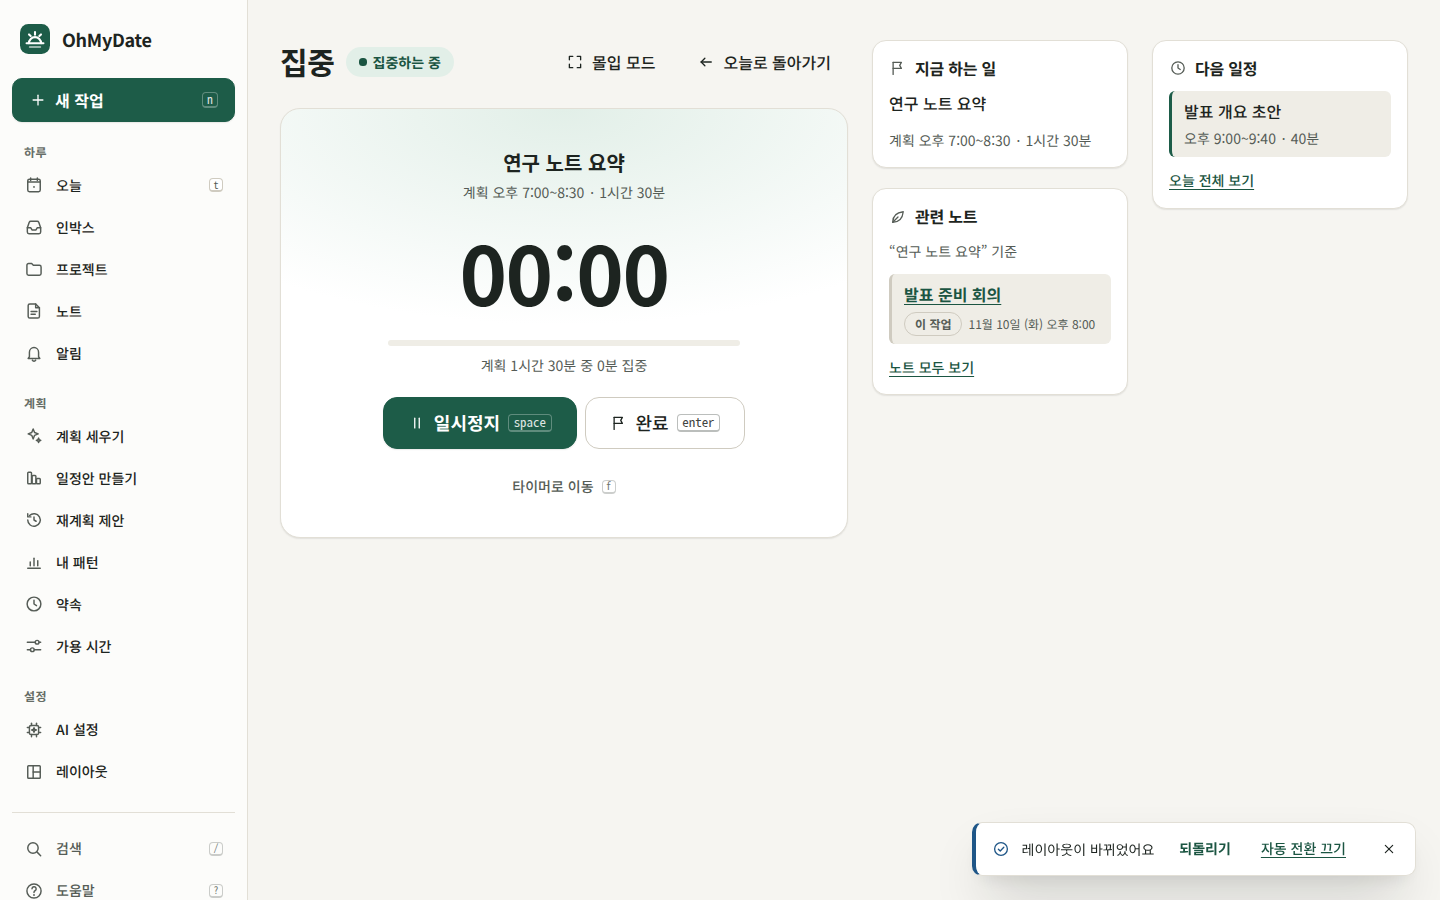 OhMyDate
새 작업 n
하루
오늘 t
인박스
프로젝트
노트
알림
계획
계획 세우기
일정안 만들기
재계획 제안
내 패턴
약속
가용 시간
설정
AI 설정
레이아웃
검색 /
도움말 ?
집중 집중하는 중
몰입 모드
오늘로 돌아가기
연구 노트 요약
계획 오후 7:00~8:30 · 1시간 30분
00:00
계획 1시간 30분 중 0분 집중
일시정지 space
완료 enter
타이머로 이동 f
지금 하는 일
연구 노트 요약
계획 오후 7:00~8:30 · 1시간 30분
관련 노트
“연구 노트 요약” 기준
발표 준비 회의
이 작업 11월 10일 (화) 오후 8:00
노트 모두 보기
다음 일정
발표 개요 초안
오후 9:00~9:40 · 40분
오늘 전체 보기
레이아웃이 바뀌었어요 되돌리기 자동 전환 끄기